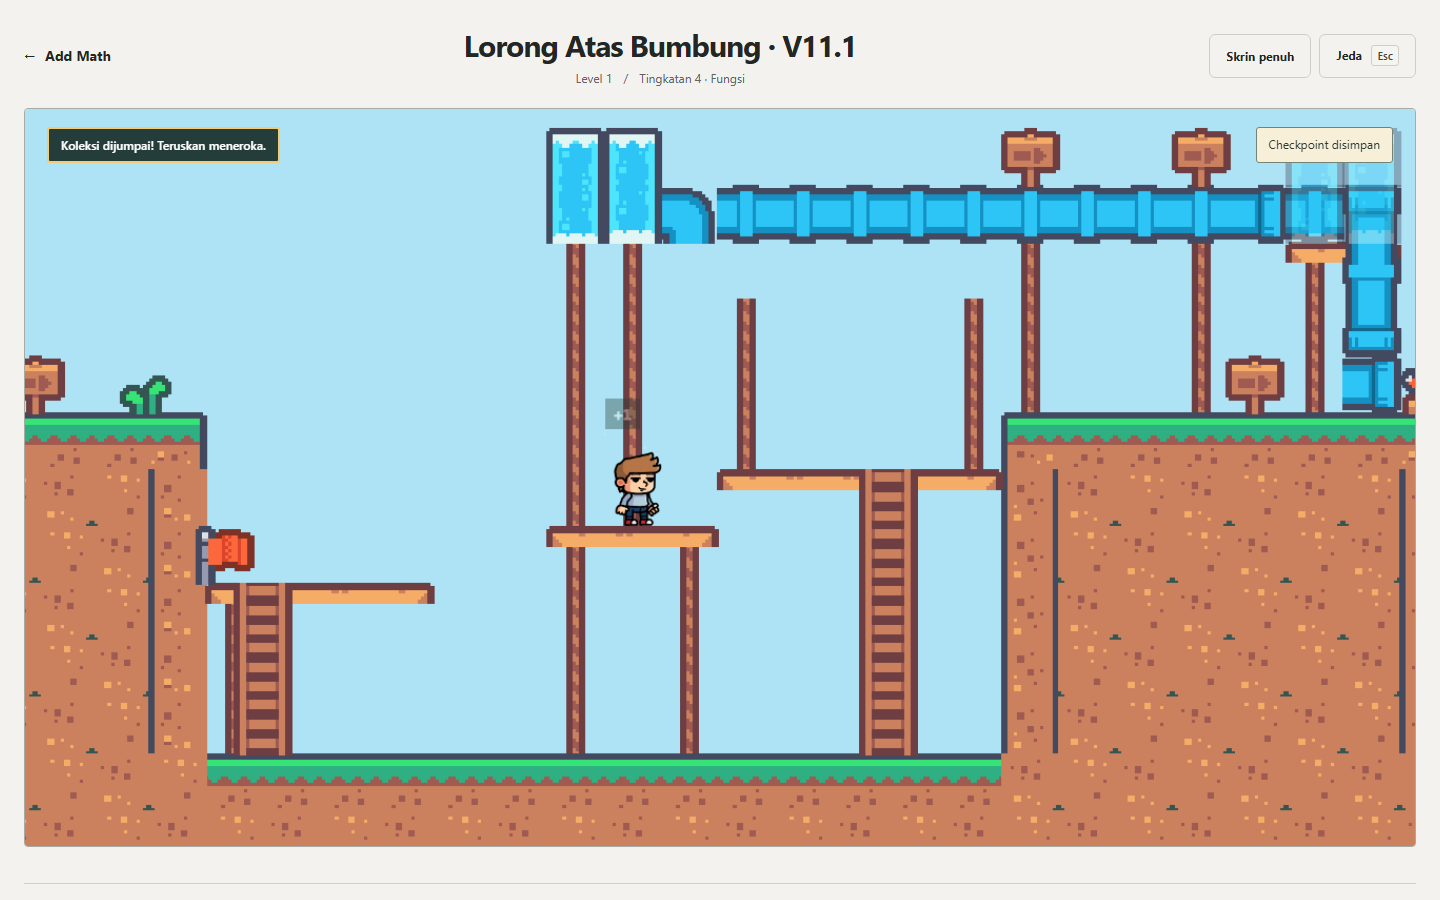 ← Add Math
Lorong Atas Bumbung · V11.1
Level 1 / Tingkatan 4 · Fungsi
Skrin penuh
Jeda Esc
Koleksi dijumpai! Teruskan meneroka.
Checkpoint disimpan
+1